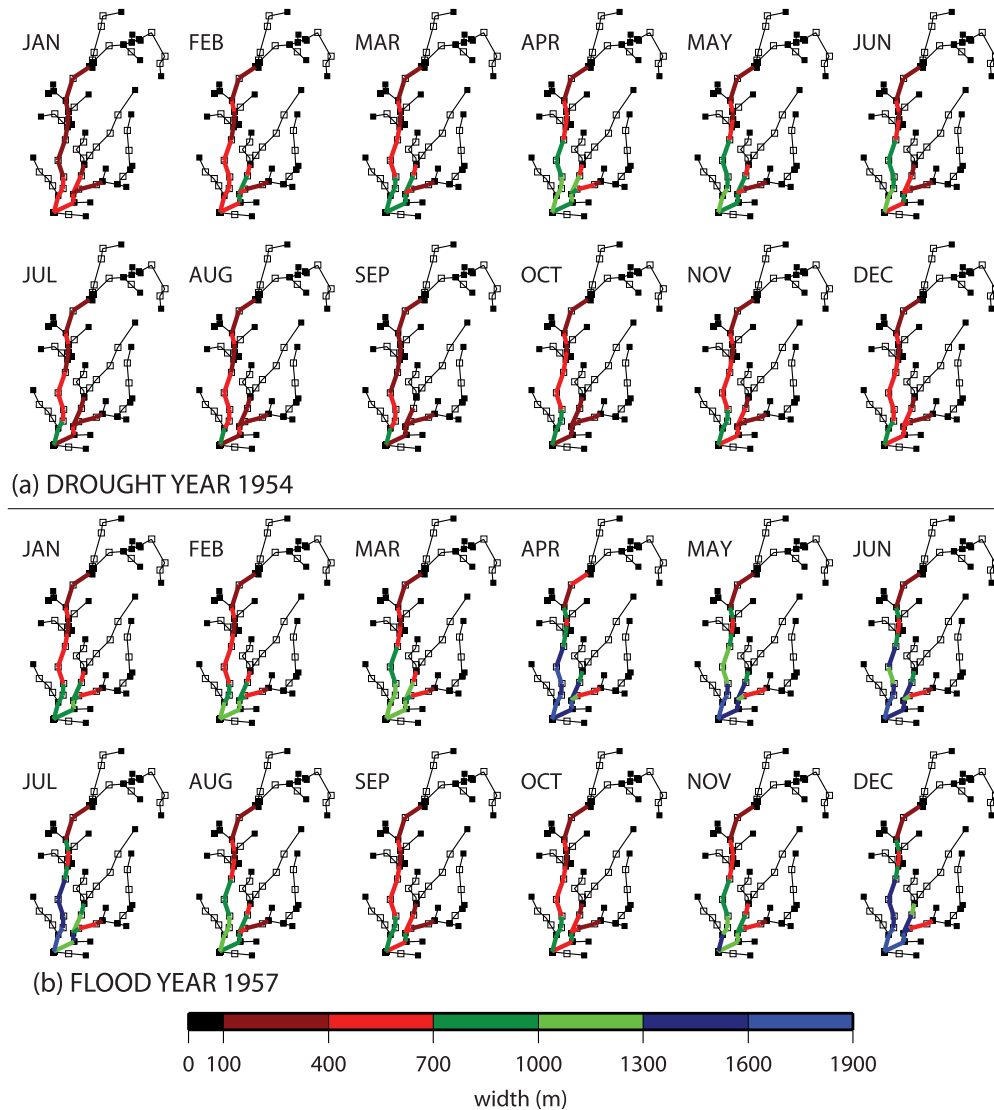 JAN FEB MAR APR MAY JUN
JUL AUG SEP OCT NOV DEC
(a) DROUGHT YEAR 1954
JAN FEB MAR APR MAY JUN
JUL AUG SEP OCT NOV DEC
(b) FLOOD YEAR 1957
0 100 400 700 1000 1300 1600 1900
width (m)